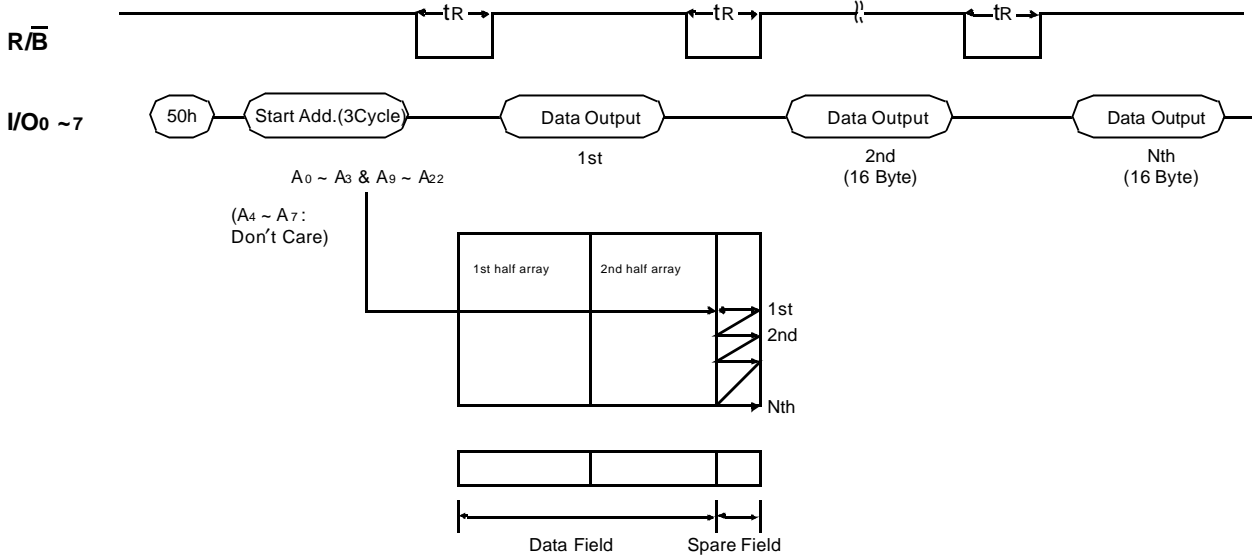 tR tR tR
R/B̅
I/O0 ~7 50h Start Add.(3Cycle) Data Output Data Output Data Output
1st 2nd Nth
(16 Byte) (16 Byte)
A0 ~ A3 & A9 ~ A22
(A4 ~ A7 :
Don't Care)
1st half array 2nd half array
1st
2nd
Nth
Data Field Spare Field